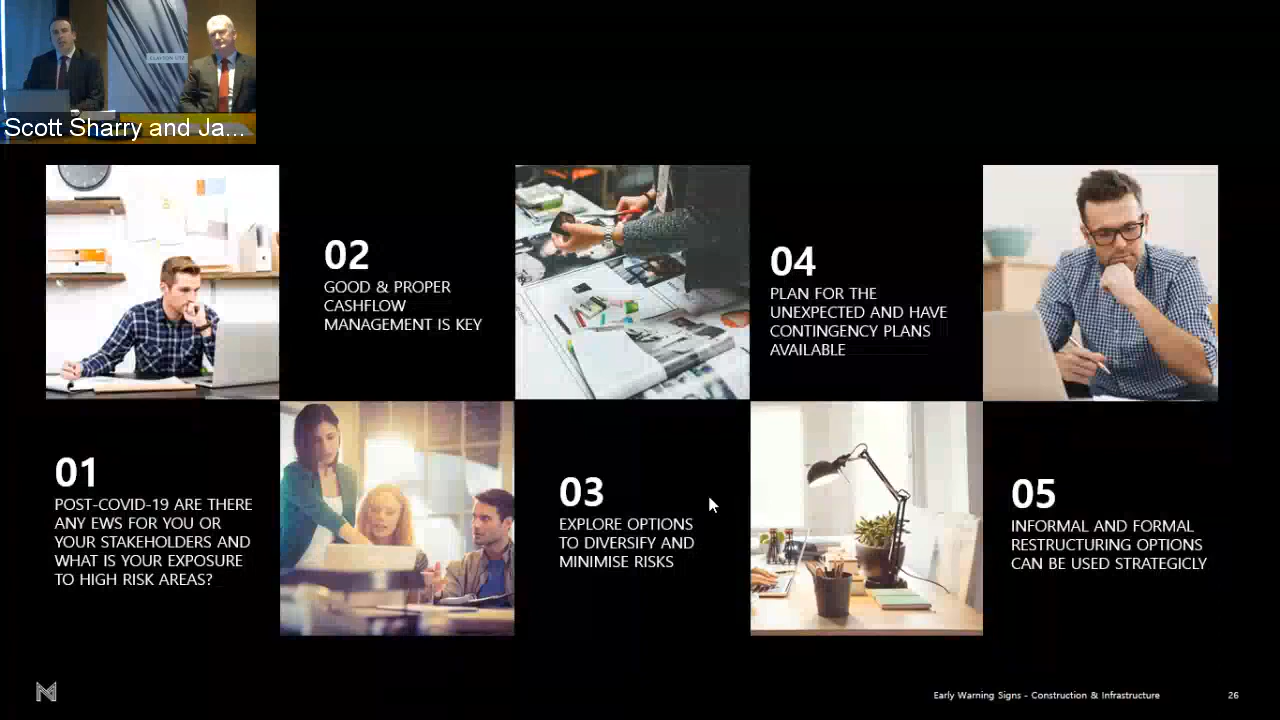 CLAYTON UTZ
Scott Sharry and Ja...
02
GOOD & PROPER
CASHFLOW
MANAGEMENT IS KEY
04
PLAN FOR THE
UNEXPECTED AND HAVE
CONTINGENCY PLANS
AVAILABLE
01
POST-COVID-19 ARE THERE
ANY EWS FOR YOU OR
YOUR STAKEHOLDERS AND
WHAT IS YOUR EXPOSURE
TO HIGH RISK AREAS?
03
EXPLORE OPTIONS
TO DIVERSIFY AND
MINIMISE RISKS
05
INFORMAL AND FORMAL
RESTRUCTURING OPTIONS
CAN BE USED STRATEGICLY
Early Warning Signs - Construction & Infrastructure
26